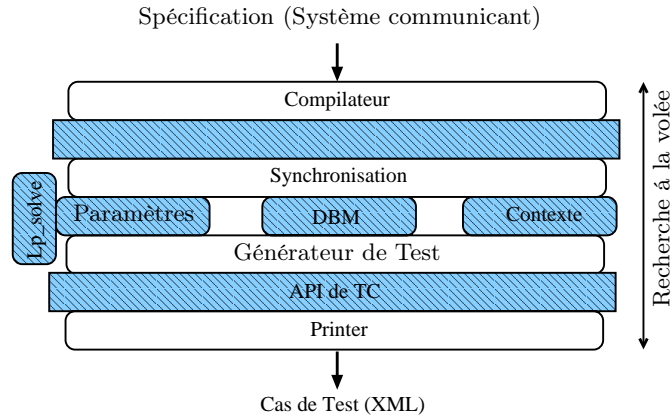 Spécification (Système communicant)
Compilateur
Synchronisation
Lp_solve
Paramètres
DBM
Contexte
Générateur de Test
API de TC
Printer
Recherche á la volée
Cas de Test (XML)